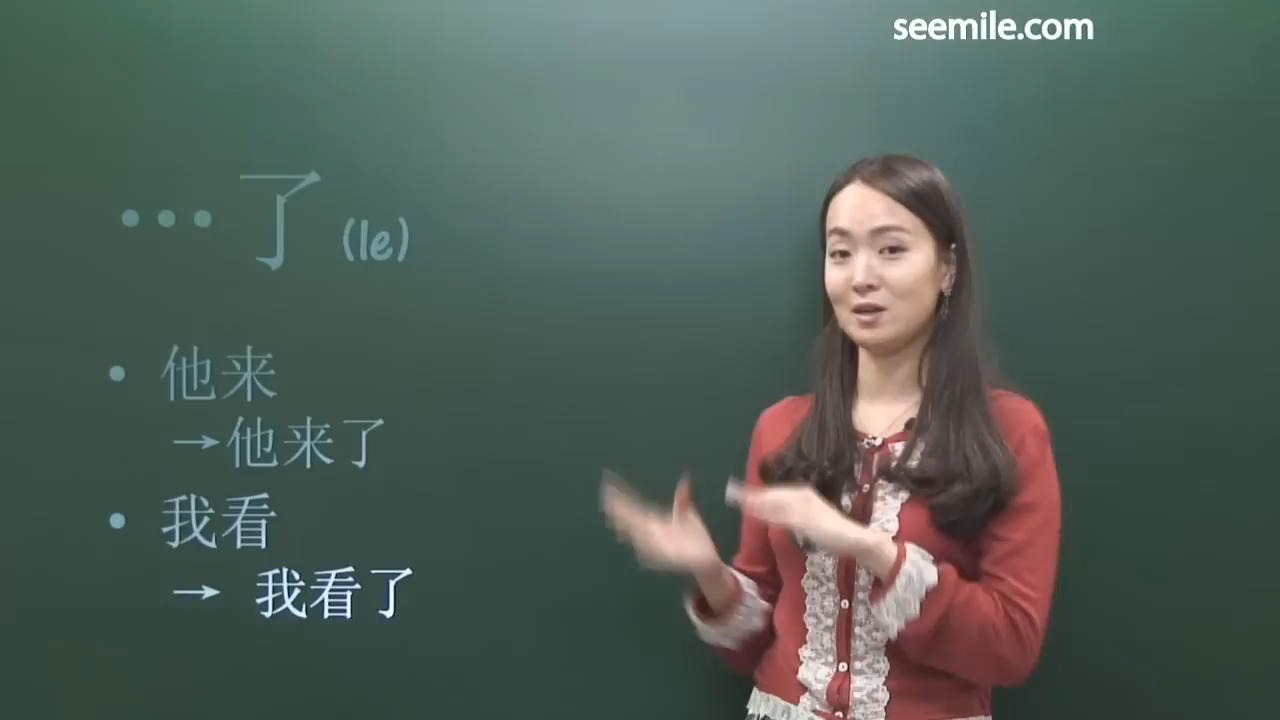 seemile.com
···了 (le)
• 他来
→他来了
• 我看
→ 我看了